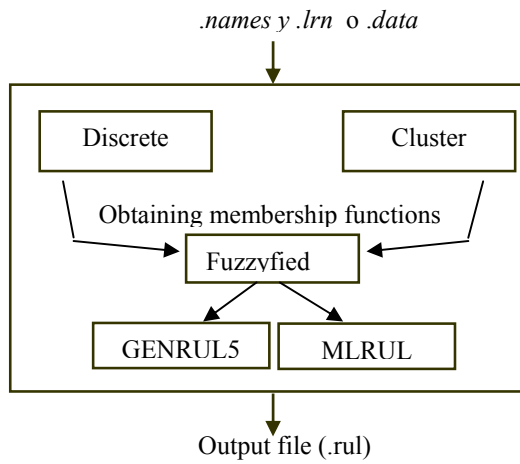 .names y .lrn o .data
Discrete
Cluster
Obtaining membership functions
Fuzzyfied
GENRUL5
MLRUL
Output file (.rul)